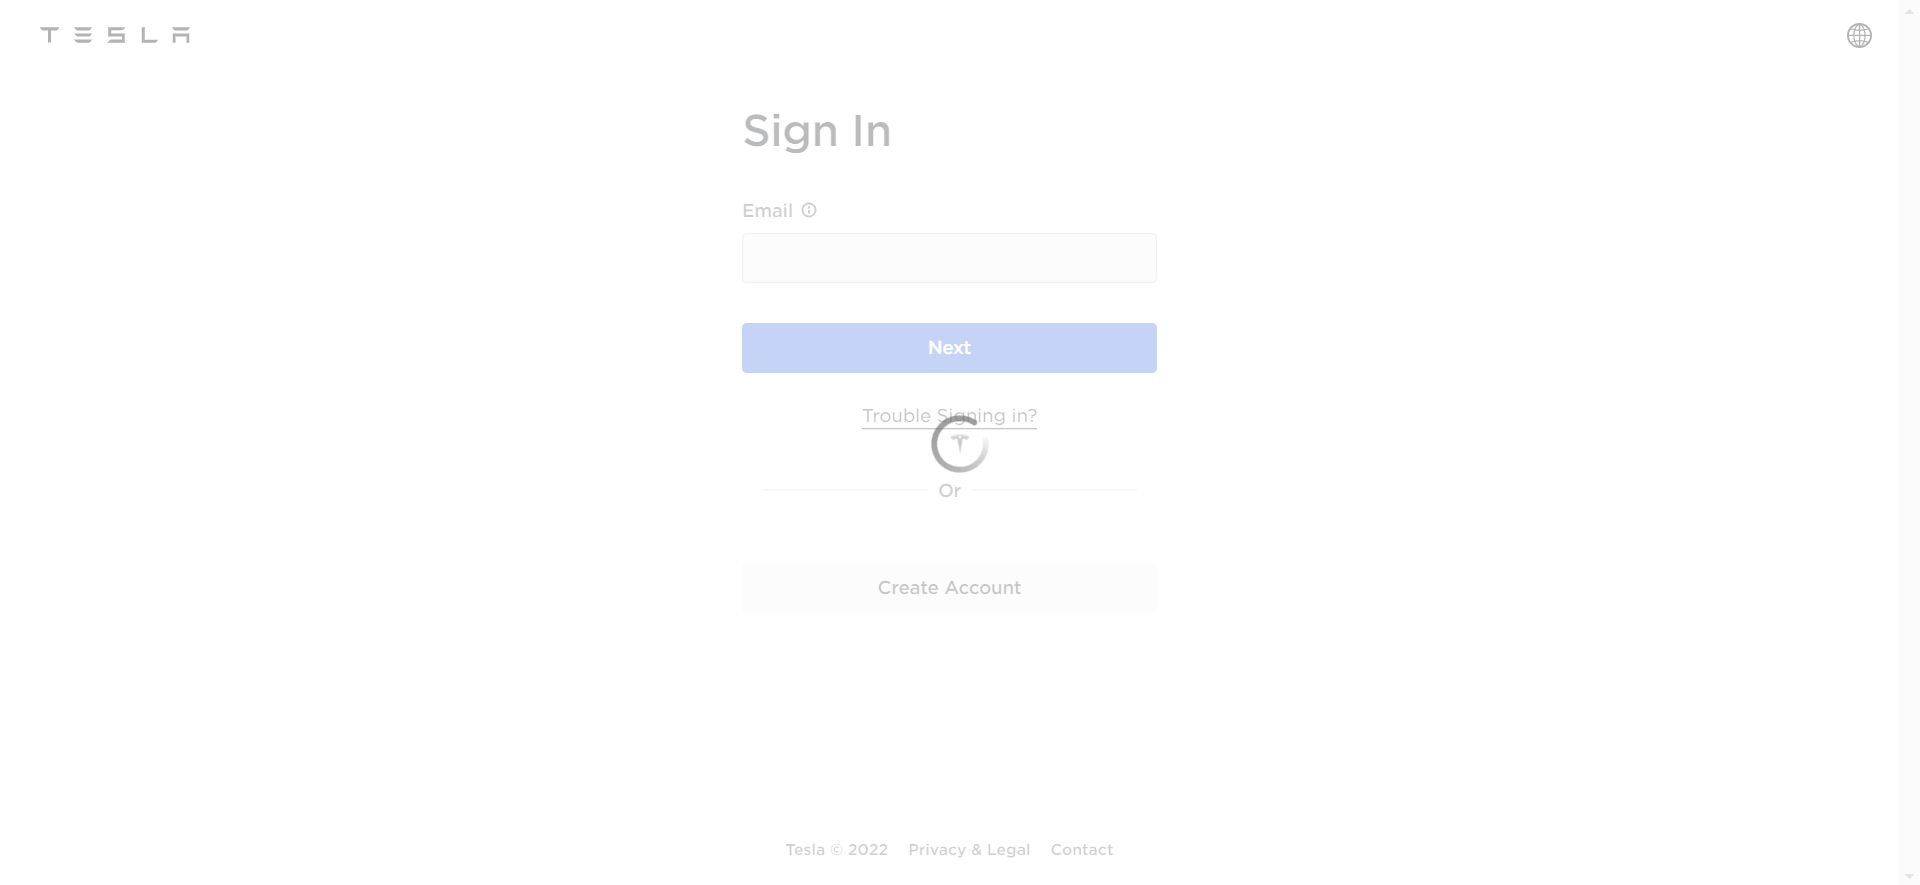 TESLA
Sign In
Email
Next
Trouble Signing in?
Or
Create Account
Tesla © 2022 Privacy & Legal Contact